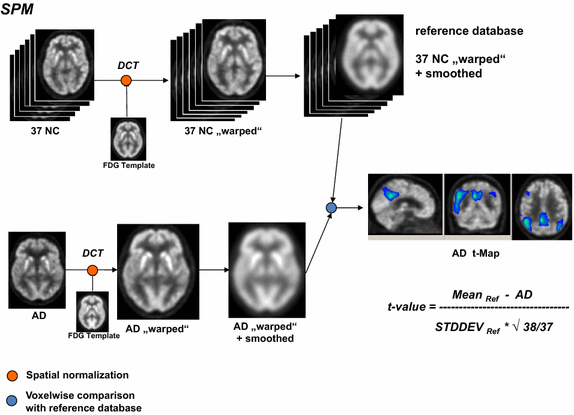 SPM
reference database
37 NC „warped“
+ smoothed
DCT
37 NC
FDG Template
37 NC „warped“
DCT
AD
FDG Template
AD „warped“
AD „warped“
+ smoothed
AD t-Map
t-value = Mean Ref - AD
------------------------------------
STDDEV Ref * √ 38/37
Spatial normalization
Voxelwise comparison
with reference database